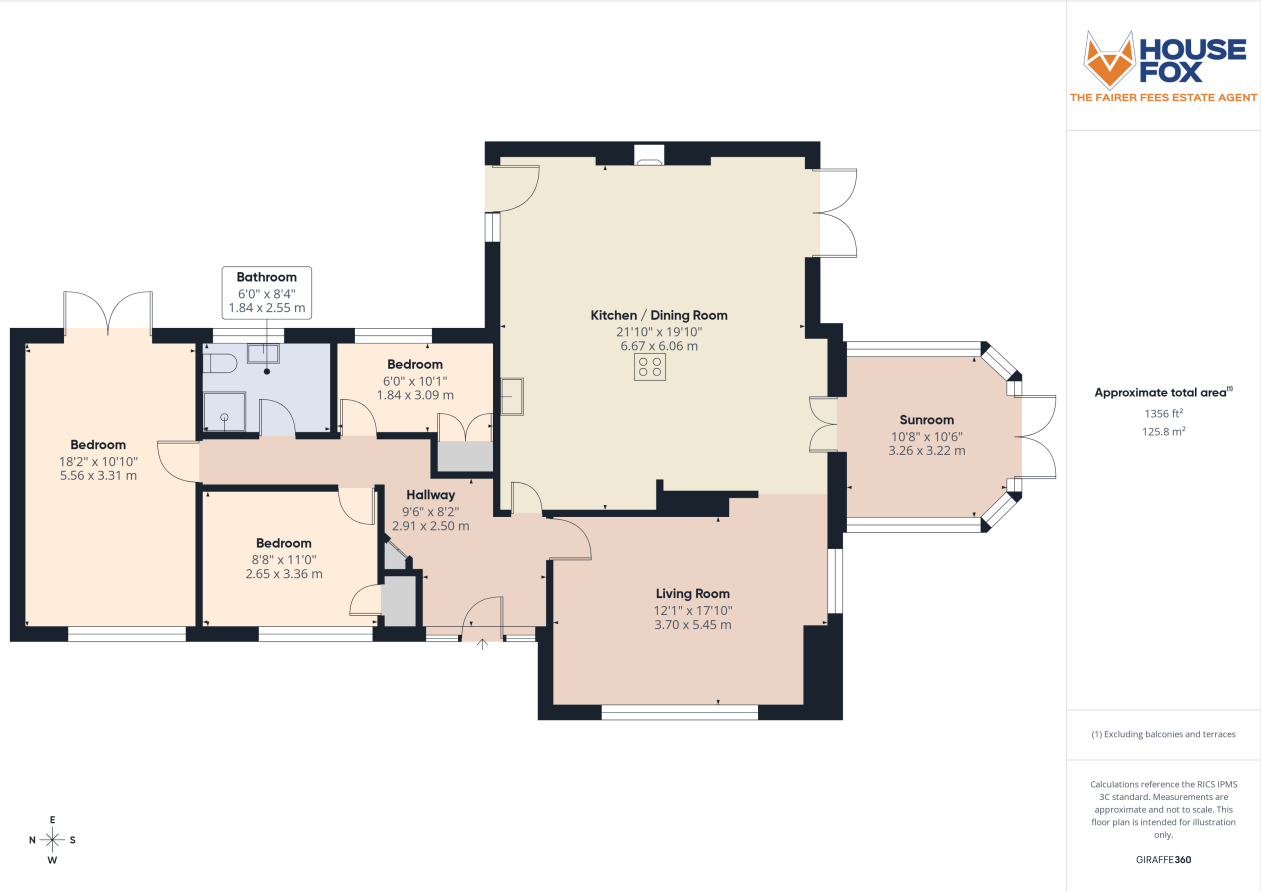 HOUSE
FOX
THE FAIRER FEES ESTATE AGENT
Bathroom
6'0" x 8'4"
1.84 x 2.55 m
Kitchen / Dining Room
21'10" x 19'10"
6.67 x 6.06 m
Bedroom
6'0" x 10'1"
1.84 x 3.09 m
Bedroom
18'2" x 10'10"
5.56 x 3.31 m
Sunroom
10'8" x 10'6"
3.26 x 3.22 m
Hallway
9'6" x 8'2"
2.91 x 2.50 m
Bedroom
8'8" x 11'0"
2.65 x 3.36 m
Living Room
12'1" x 17'10"
3.70 x 5.45 m
Approximate total area(1)
1356 ft²
125.8 m²
(1) Excluding balconies and terraces
Calculations reference the RICS IPMS
3C standard. Measurements are
approximate and not to scale. This
floor plan is intended for illustration
only.
GIRAFFE360
E
N S
W